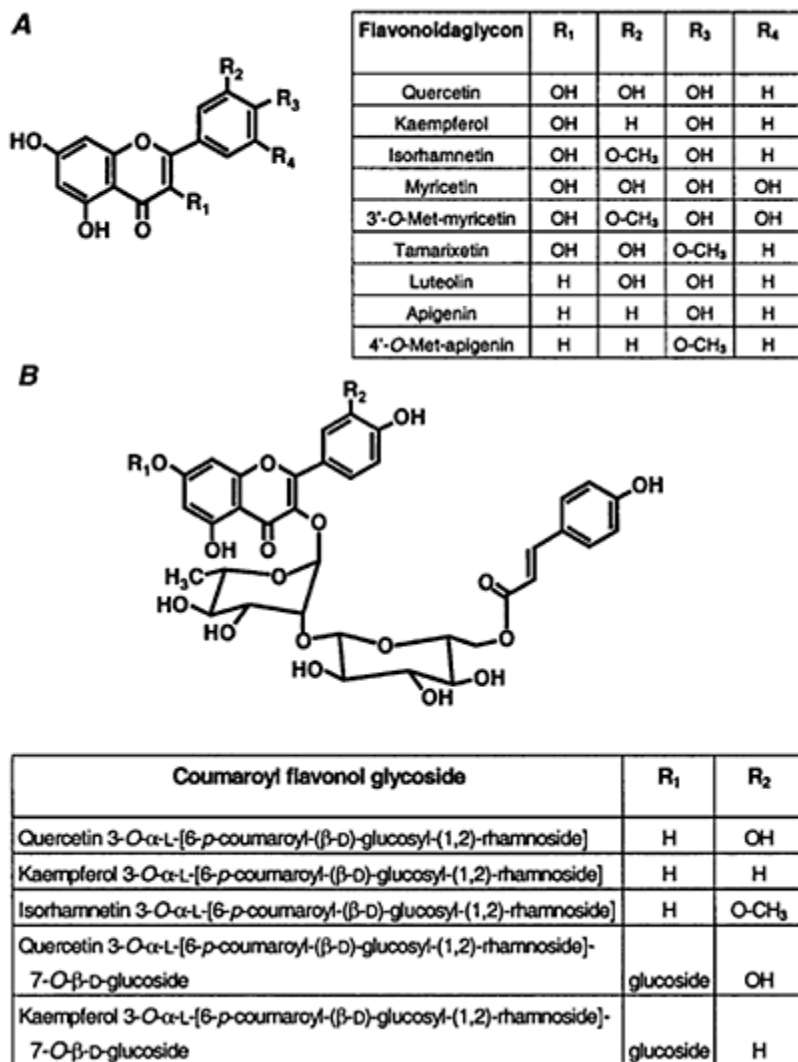 A
R₂
R₃
R₄
HO
O
R₁
OH
O
Flavonoidaglycon R₁ R₂ R₃ R₄
Quercetin OH OH OH H
Kaempferol OH H OH H
Isorhamnetin OH O-CH₃ OH H
Myricetin OH OH OH OH
3'-O-Met-myricetin OH O-CH₃ OH OH
Tamarixetin OH OH O-CH₃ H
Luteolin H OH OH H
Apigenin H H OH H
4'-O-Met-apigenin H H O-CH₃ H
B
R₂
OH
R₁
O
O
OH
O
O
OH
H₃C
O
HO
HO
O
O
O
O
HO
HO
OH
Coumaroyl flavonol glycoside R₁ R₂
Quercetin 3-O-α-L-[6-p-coumaroyl-(β-D)-glucosyl-(1,2)-rhamnoside] H OH
Kaempferol 3-O-α-L-[6-p-coumaroyl-(β-D)-glucosyl-(1,2)-rhamnoside] H H
Isorhamnetin 3-O-α-L-[6-p-coumaroyl-(β-D)-glucosyl-(1,2)-rhamnoside] H O-CH₃
Quercetin 3-O-α-L-[6-p-coumaroyl-(β-D)-glucosyl-(1,2)-rhamnoside]-
7-O-β-D-glucoside glucoside OH
Kaempferol 3-O-α-L-[6-p-coumaroyl-(β-D)-glucosyl-(1,2)-rhamnoside]-
7-O-β-D-glucoside glucoside H